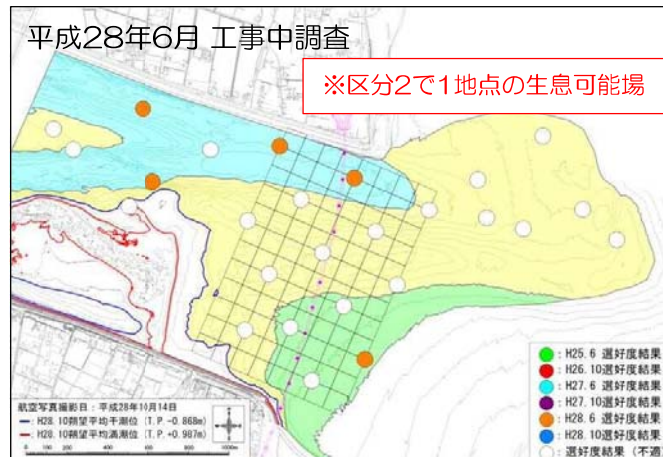 平成28年6月 工事中調査
※区分2で1地点の生息可能場
: H25.6 選好度結果
: H26.10選好度結果
: H27.6 選好度結果
: H27.10選好度結果
: H28.6 選好度結果
: H28.10選好度結果
: 選好度結果 (不適
航空写真撮影日：平成28年10月14日
: H28.10朔望平均干潮位 (T.P.-0.868m)
: H28.10朔望平均満潮位 (T.P.+0.987m)